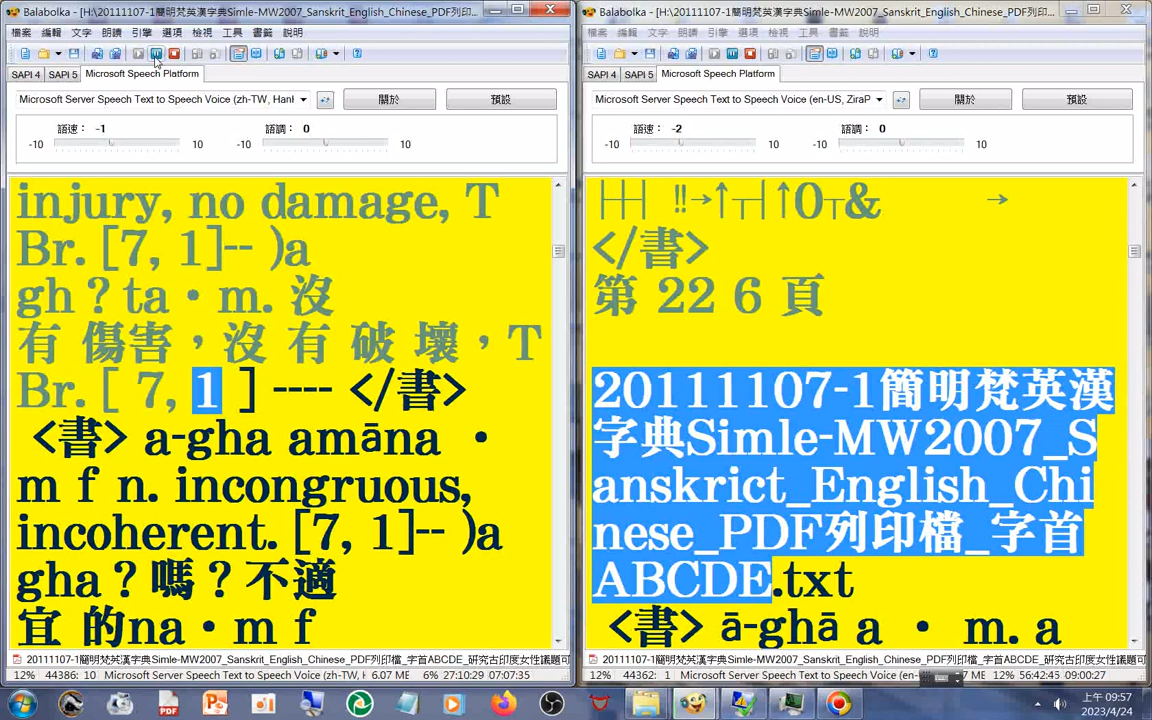 Balabolka - [H:\20111107-1簡明梵英漢字典Simle-MW2007_Sanskrit_English_Chinese_PDF列印...
檔案 編輯 文字 朗讀 引擎 選項 檢視 工具 書籤 說明
SAPI 4 SAPI 5 Microsoft Speech Platform
Microsoft Server Speech Text to Speech Voice (zh-TW, Hanl
關於 預設
語速： -1 語調： 0
-10 10 -10 10
injury, no damage, T
Br. [7, 1]-- )a
gh？ta·m. 沒
有 傷害，沒 有 破 壞，T
Br. [ 7, 1 ] ---- </書>
<書> a-gha amāna ·
m f n. incongruous,
incoherent. [7, 1]-- )a
gha？嗎？不適
宜 的na·m f
20111107-1簡明梵英漢字典Simle-MW2007_Sanskrit_English_Chinese_PDF列印檔_字首ABCDE_研究古印度女性議題可
12% 44386: 10 Microsoft Server Speech Text to Speech Voice (zh-TW, H 6.07 MB 6% 27:10:29 07:07:35
Balabolka - [H:\20111107-1簡明梵英漢字典Simle-MW2007_Sanskrit_English_Chinese_PDF列印...
檔案 編輯 文字 朗讀 引擎 選項 檢視 工具 書籤 說明
SAPI 4 SAPI 5 Microsoft Speech Platform
Microsoft Server Speech Text to Speech Voice (en-US, ZiraP
關於 預設
語速： -2 語調： 0
-10 10 -10 10
├┼┤ ‼→↑┬┤↑0┬& →
</書>
第 22 6 頁
20111107-1簡明梵英漢
字典Simle-MW2007_S
anskrict_English_Chi
nese_PDF列印檔_字首
ABCDE.txt
<書> ā-ghā a · m. a
20111107-1簡明梵英漢字典Simle-MW2007_Sanskrit_English_Chinese_PDF列印檔_字首ABCDE_研究古印度女性議題可
12% 44362: 1 Microsoft Server Speech Text to Speech Voice 12% 56:42:45 09:00:27
上午 09:57
2023/4/24